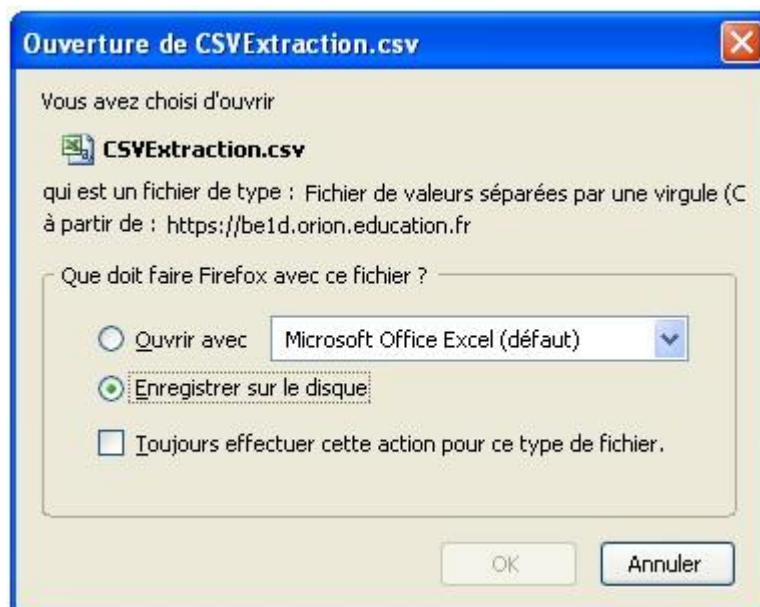 Ouverture de CSVExtraction.csv
Vous avez choisi d'ouvrir
CSVExtraction.csv
qui est un fichier de type : Fichier de valeurs séparées par une virgule (C
à partir de : https://be1d.orion.education.fr
Que doit faire Firefox avec ce fichier ?
Ouvrir avec Microsoft Office Excel (défaut)
Enregistrer sur le disque
Toujours effectuer cette action pour ce type de fichier.
OK Annuler